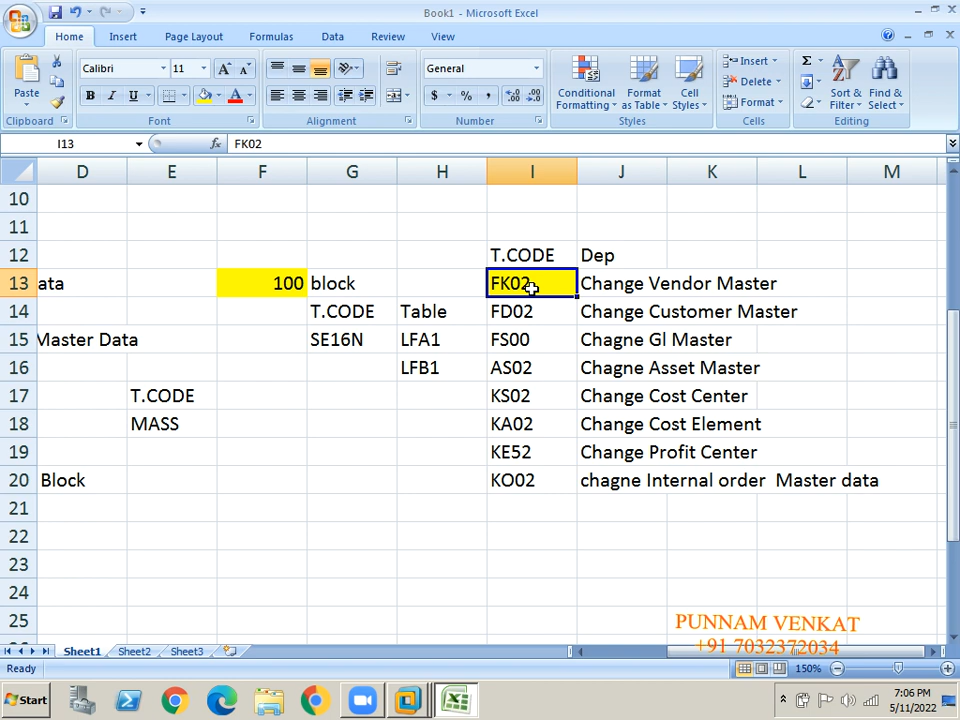 Book1 - Microsoft Excel
Home Insert Page Layout Formulas Data Review View
Calibri 11 General Insert Σ
Paste B I U $ % , Conditional Formatting Format as Table Cell Styles Delete Format Sort & Filter Find & Select
Clipboard Font Alignment Number Styles Cells Editing
I13 fx FK02
D E F G H I J K L M
10
11
12 T.CODE Dep
13 ata 100 block FK02 Change Vendor Master
14 T.CODE Table FD02 Change Customer Master
15 Master Data SE16N LFA1 FS00 Chagne Gl Master
16 LFB1 AS02 Chagne Asset Master
17 T.CODE KS02 Change Cost Center
18 MASS KA02 Change Cost Element
19 KE52 Change Profit Center
20 Block KO02 chagne Internal order Master data
21
22
23
24
25
PUNNAM VENKAT
+91 7032372034
Sheet1 Sheet2 Sheet3
Ready 150%
Start 7:06 PM
5/11/2022